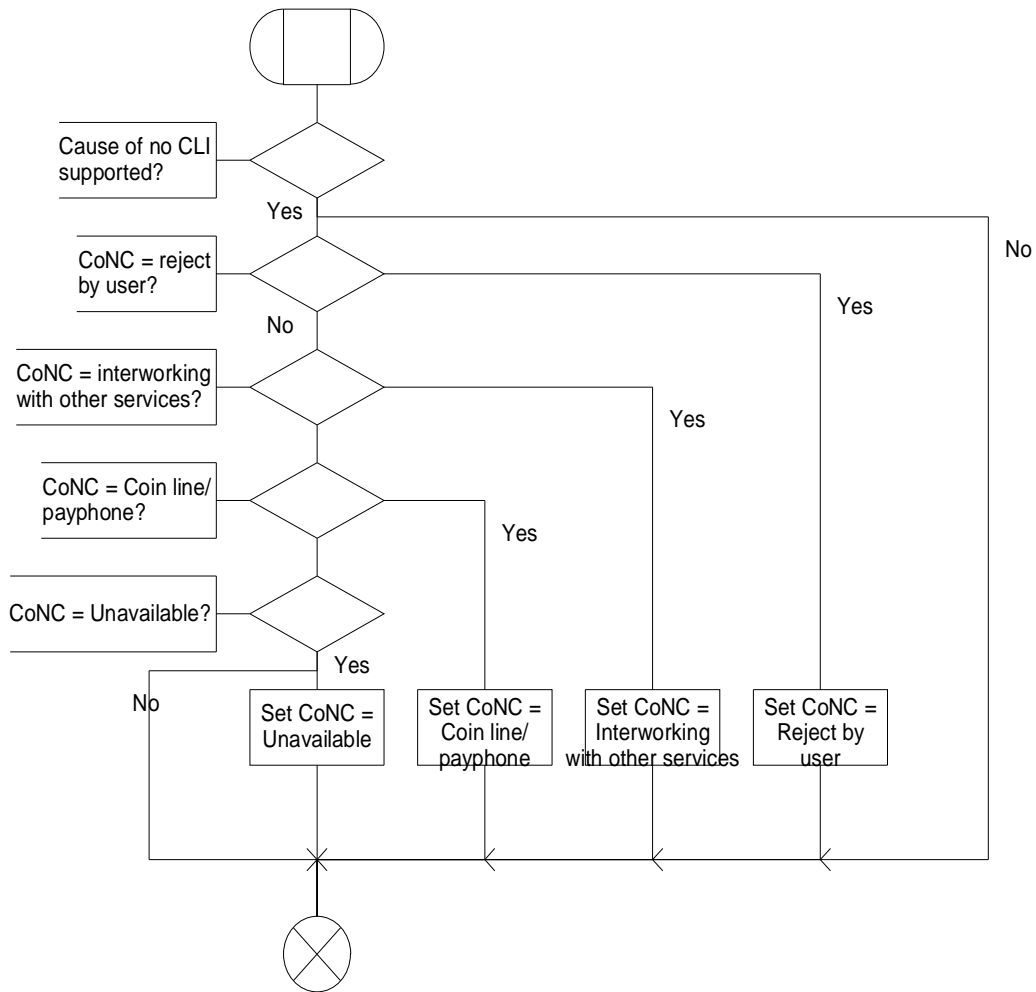 Cause of no CLI
supported?
Yes
No
CoNC = reject
by user?
Yes
No
CoNC = interworking
with other services?
Yes
CoNC = Coin line/
payphone?
Yes
CoNC = Unavailable?
Yes
No
Set CoNC =
Unavailable
Set CoNC =
Coin line/
payphone
Set CoNC =
Interworking
with other services
Set CoNC =
Reject by
user